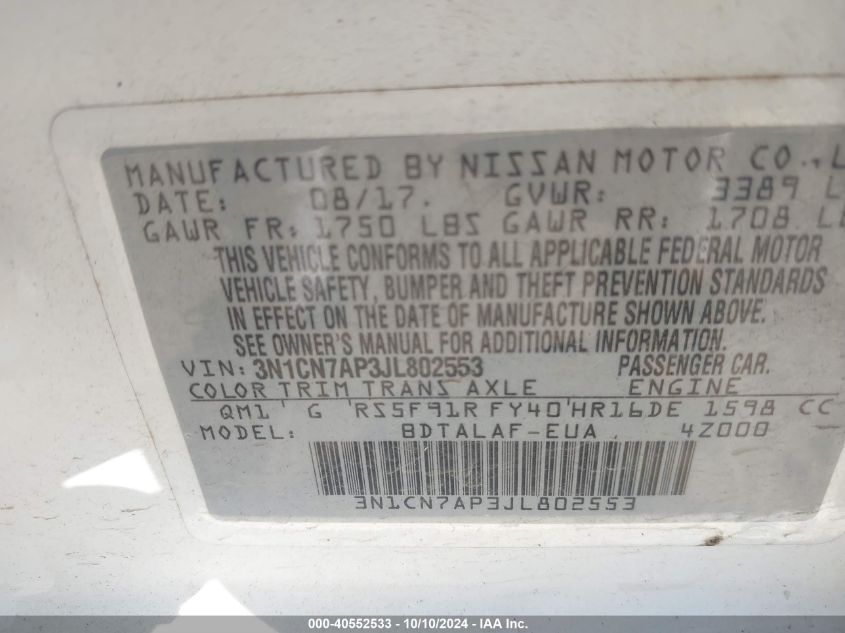 MANUFACTURED BY NISSAN MOTOR CO., L
DATE: 08/17. GVWR: 3389 L
GAWR FR: 1750 LBS GAWR RR: 1708 LB
THIS VEHICLE CONFORMS TO ALL APPLICABLE FEDERAL MOTOR
VEHICLE SAFETY, BUMPER AND THEFT PREVENTION STANDARDS
IN EFFECT ON THE DATE OF MANUFACTURE SHOWN ABOVE.
SEE OWNER'S MANUAL FOR ADDITIONAL INFORMATION.
VIN: 3N1CN7AP3JL802553 PASSENGER CAR.
COLOR TRIM TRANS AXLE ENGINE
QM1 G RS5F91R FY40 HR16DE 1598 CC
MODEL: BDTALAF-EUA 4Z000
3N1CN7AP3JL802553
000-40552533 - 10/10/2024 - IAAI, Inc.